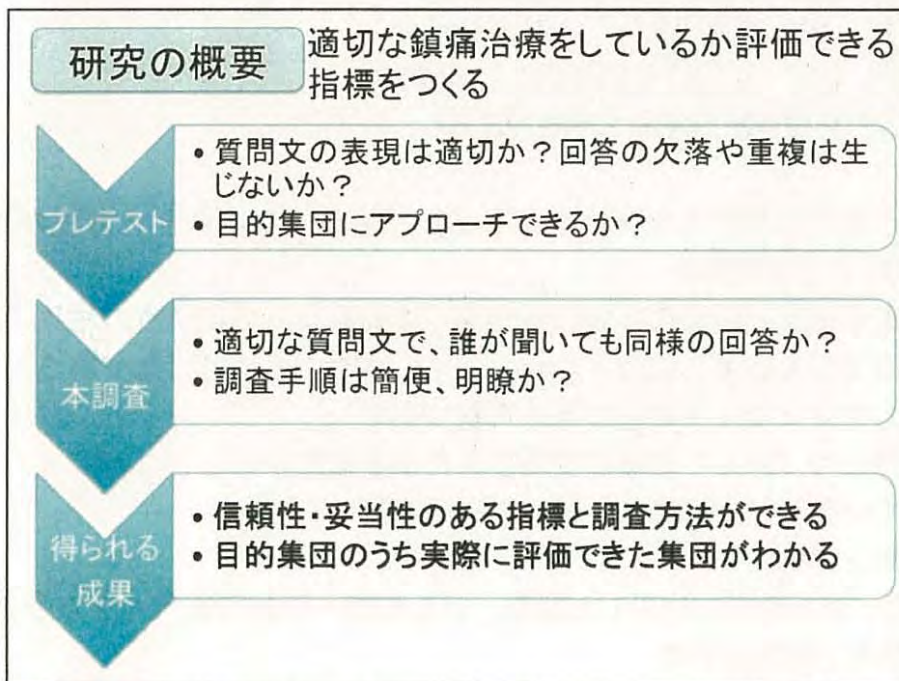 研究の概要
適切な鎮痛治療をしているか評価できる
指標をつくる
プレテスト
• 質問文の表現は適切か？回答の欠落や重複は生
じないか？
• 目的集団にアプローチできるか？
本調査
• 適切な質問文で、誰が聞いても同様の回答か？
• 調査手順は簡便、明瞭か？
得られる
成果
• 信頼性・妥当性のある指標と調査方法ができる
• 目的集団のうち実際に評価できた集団がわかる